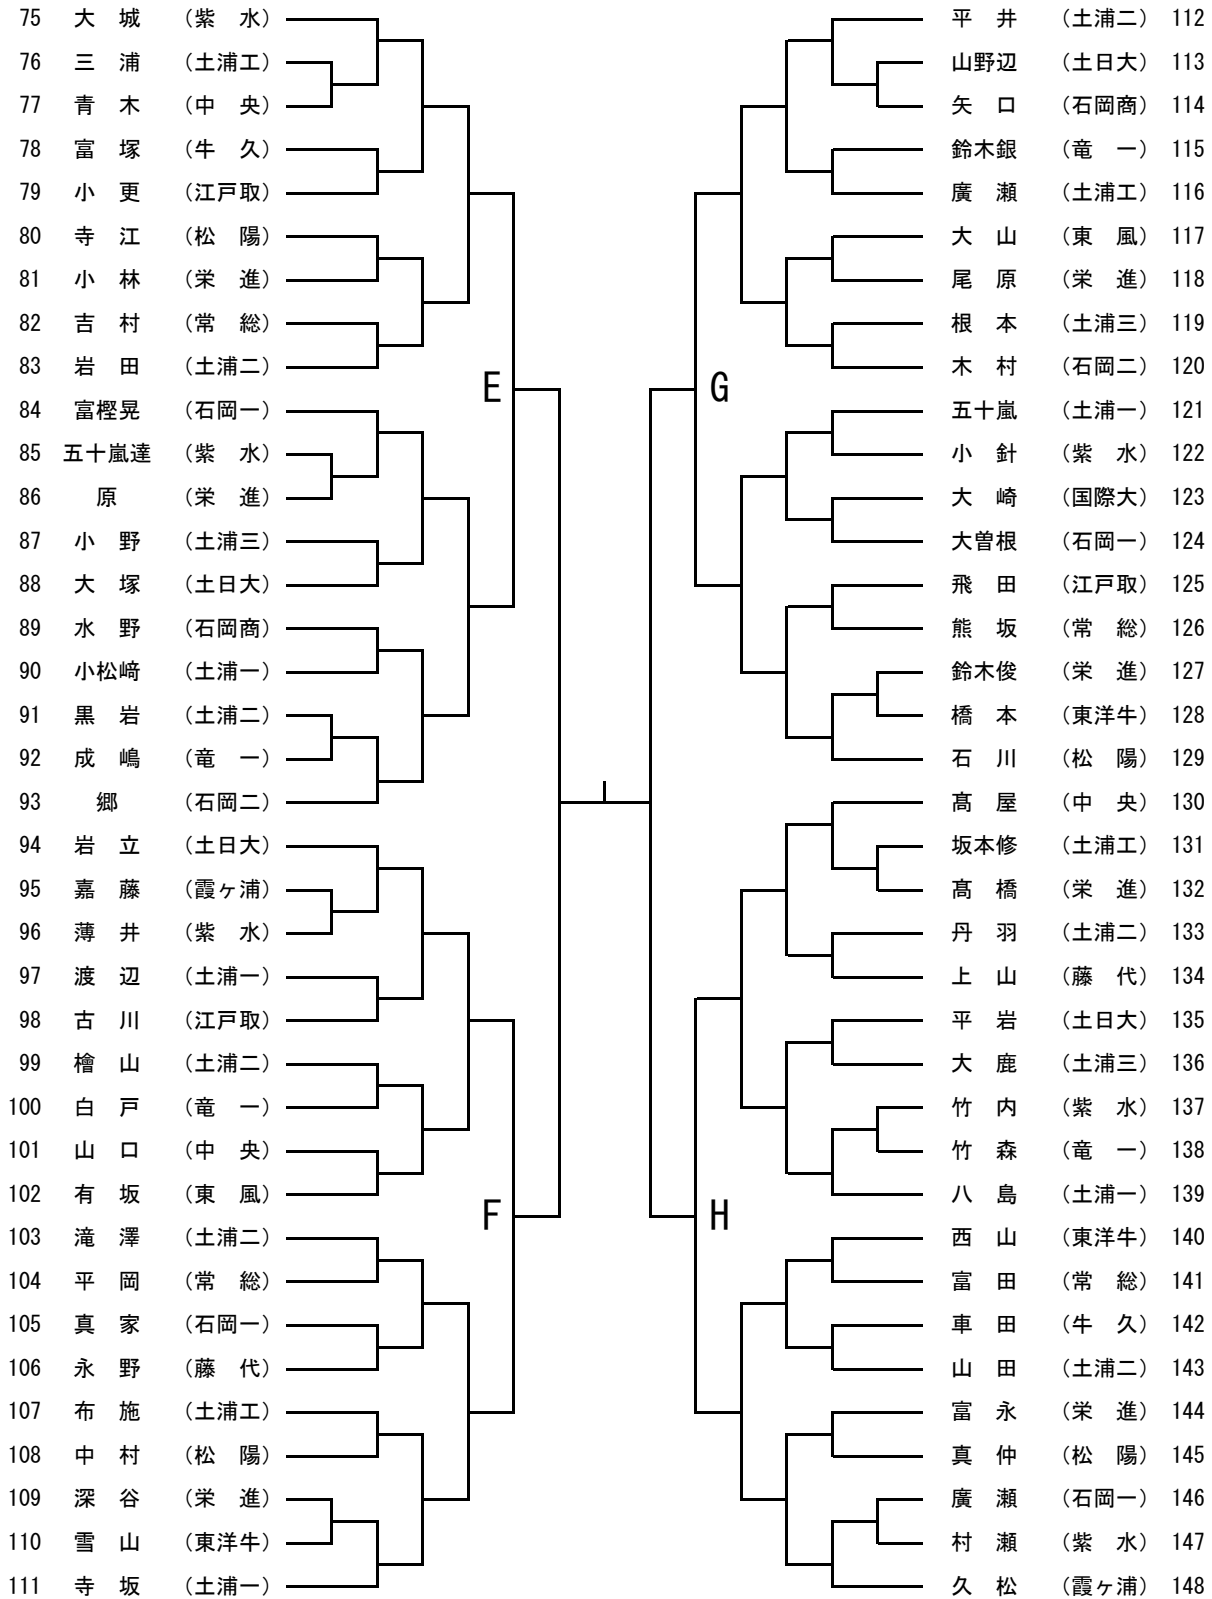 75 大 城 （紫 水）
76 三 浦 （土浦工）
77 青 木 （中 央）
78 富 塚 （牛 久）
79 小 更 （江戸取）
80 寺 江 （松 陽）
81 小 林 （栄 進）
82 吉 村 （常 総）
83 岩 田 （土浦二）
E
84 富樫晃 （石岡一）
85 五十嵐達 （紫 水）
86 原 （栄 進）
87 小 野 （土浦三）
88 大 塚 （土日大）
89 水 野 （石岡商）
90 小松﨑 （土浦一）
91 黒 岩 （土浦二）
92 成 嶋 （竜 一）
93 郷 （石岡二）
94 岩 立 （土日大）
95 嘉 藤 （霞ヶ浦）
96 薄 井 （紫 水）
97 渡 辺 （土浦一）
98 古 川 （江戸取）
99 檜 山 （土浦二）
100 白 戸 （竜 一）
101 山 口 （中 央）
102 有 坂 （東 風）
F
103 滝 澤 （土浦二）
104 平 岡 （常 総）
105 真 家 （石岡一）
106 永 野 （藤 代）
107 布 施 （土浦工）
108 中 村 （松 陽）
109 深 谷 （栄 進）
110 雪 山 （東洋牛）
111 寺 坂 （土浦一）
平 井 （土浦二） 112
山野辺 （土日大） 113
矢 口 （石岡商） 114
鈴木銀 （竜 一） 115
廣 瀬 （土浦工） 116
大 山 （東 風） 117
尾 原 （栄 進） 118
根 本 （土浦三） 119
木 村 （石岡二） 120
G
五十嵐 （土浦一） 121
小 針 （紫 水） 122
大 崎 （国際大） 123
大曽根 （石岡一） 124
飛 田 （江戸取） 125
熊 坂 （常 総） 126
鈴木俊 （栄 進） 127
橋 本 （東洋牛） 128
石 川 （松 陽） 129
髙 屋 （中 央） 130
坂本修 （土浦工） 131
髙 橋 （栄 進） 132
丹 羽 （土浦二） 133
上 山 （藤 代） 134
平 岩 （土日大） 135
大 鹿 （土浦三） 136
竹 内 （紫 水） 137
竹 森 （竜 一） 138
八 島 （土浦一） 139
H
西 山 （東洋牛） 140
富 田 （常 総） 141
車 田 （牛 久） 142
山 田 （土浦二） 143
富 永 （栄 進） 144
真 仲 （松 陽） 145
廣 瀬 （石岡一） 146
村 瀬 （紫 水） 147
久 松 （霞ヶ浦） 148